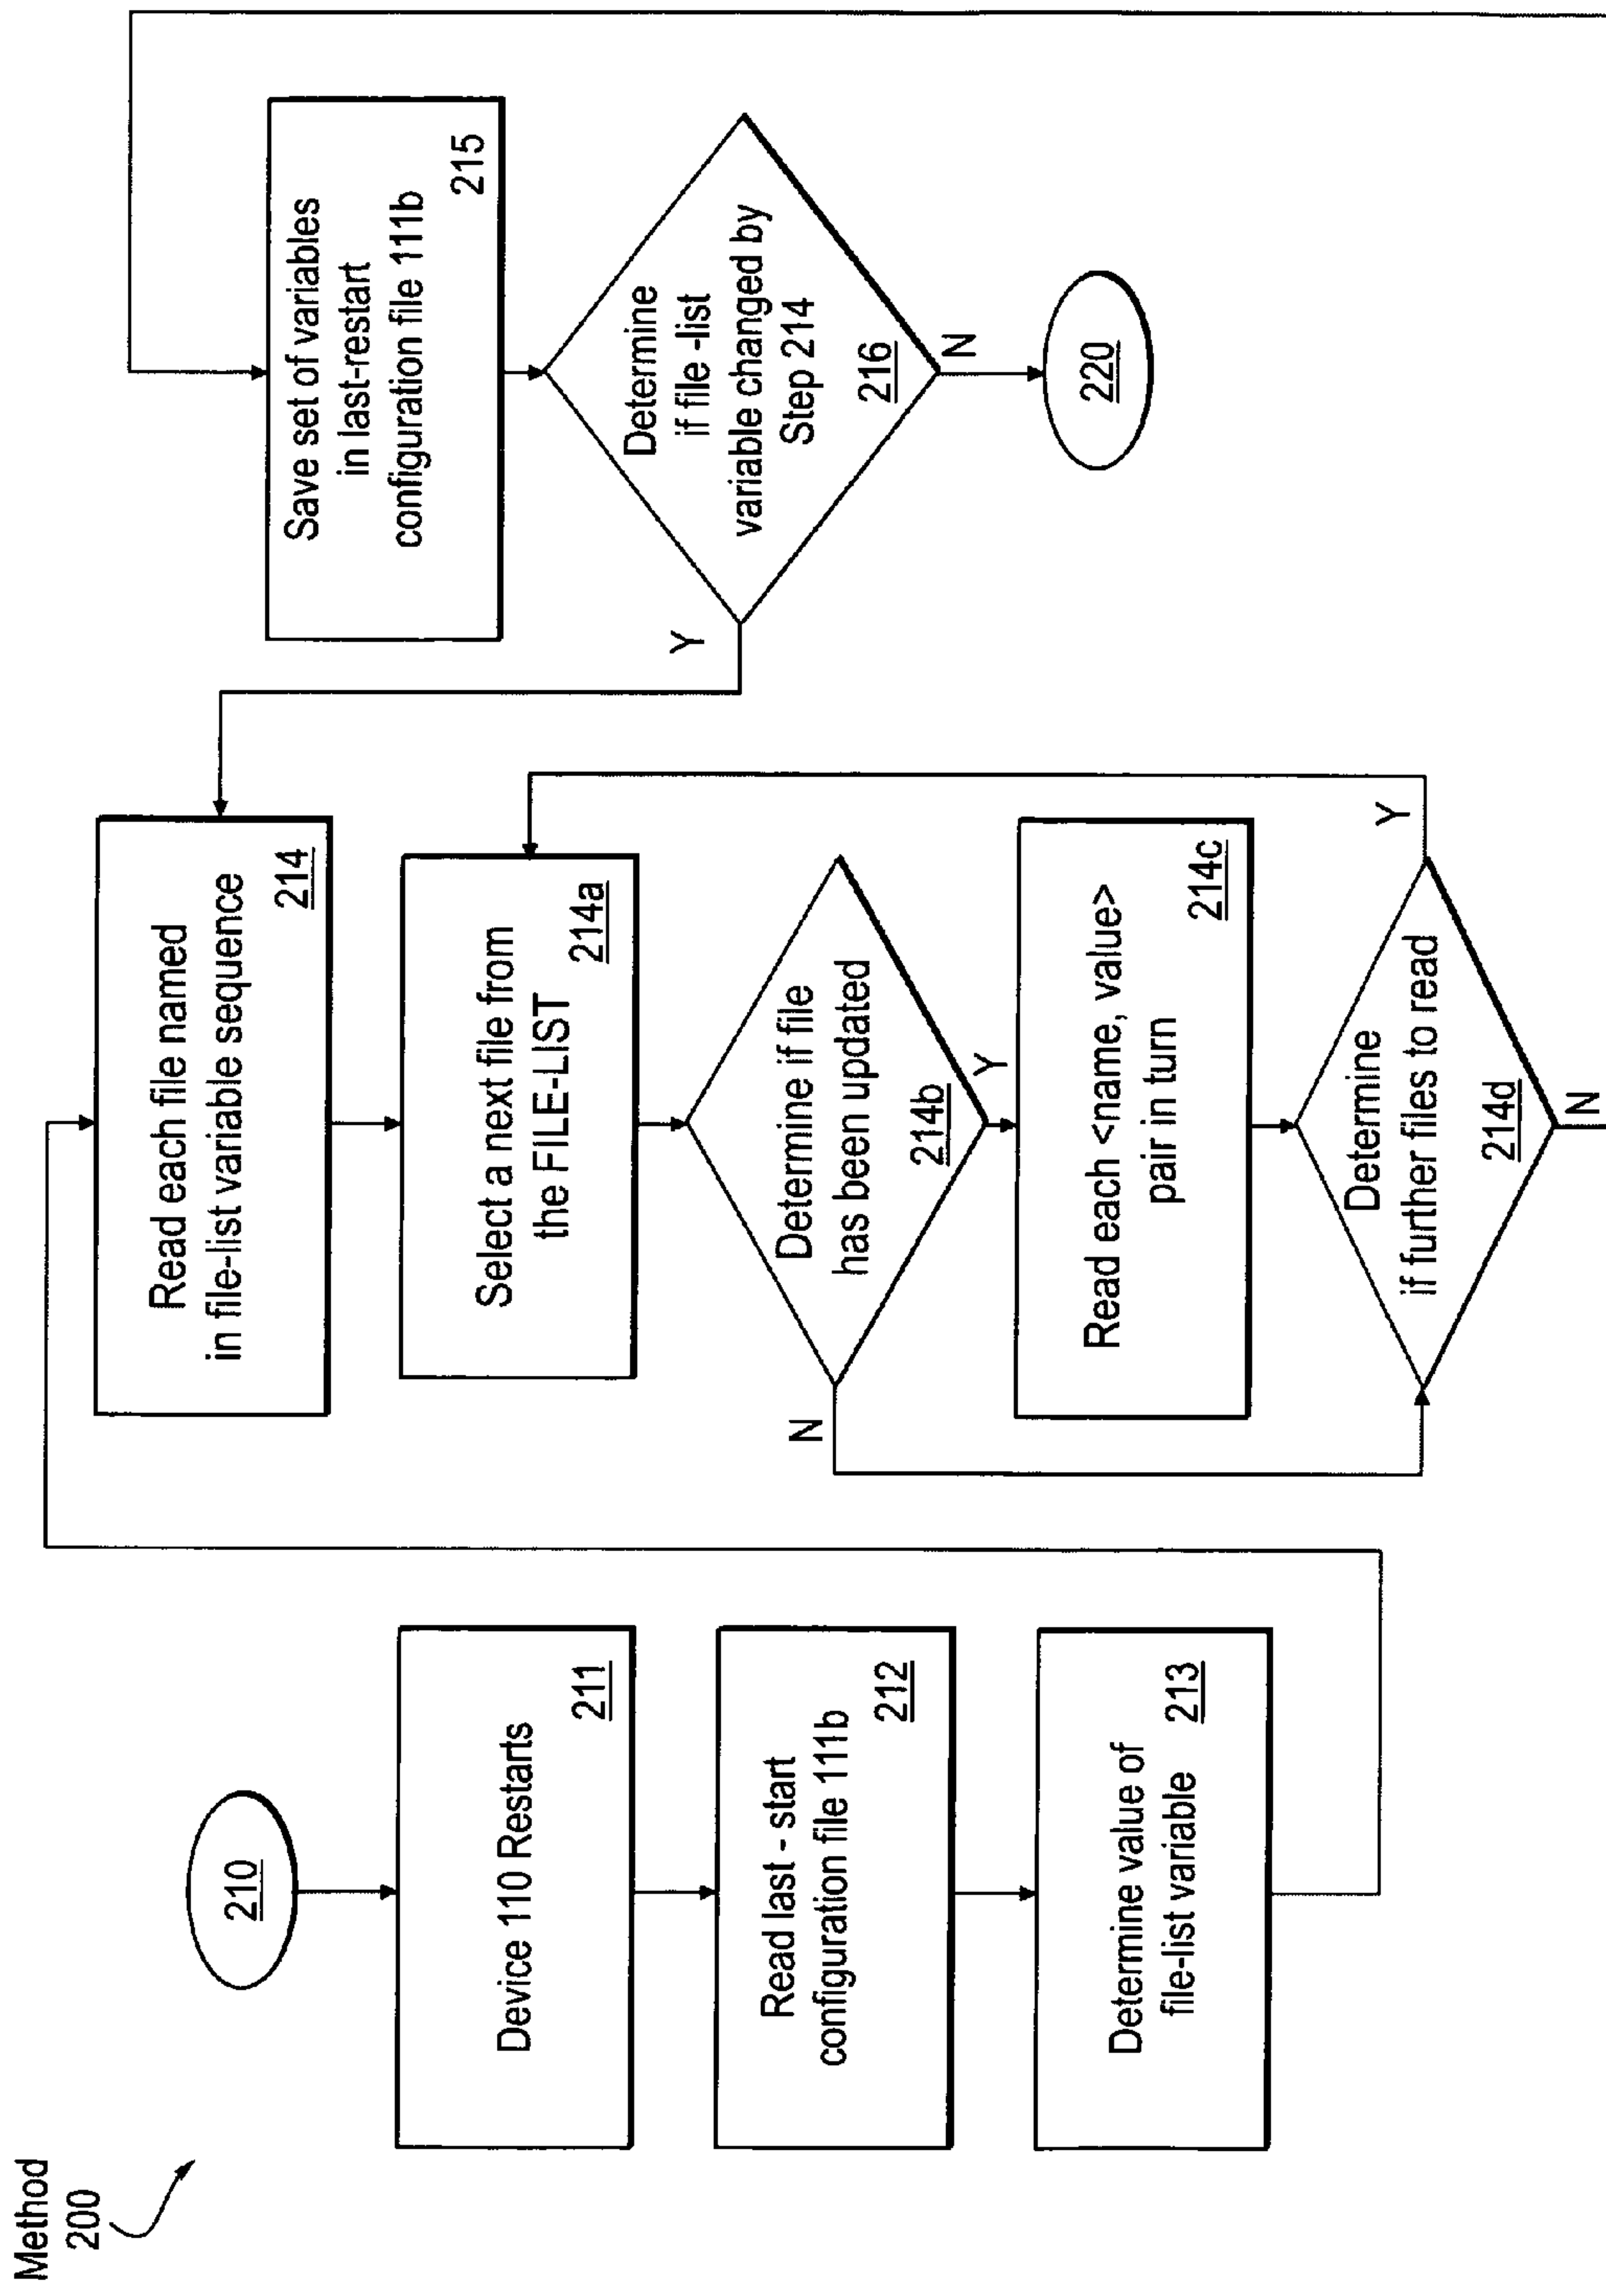 Method
200
210
Device 110 Restarts
211
Read last - start
configuration file 111b
212
Determine value of
file-list variable
213
Read each file named
in file-list variable sequence
214
Select a next file from
the FILE-LIST
214a
Determine if file
has been updated
214b
N
Y
Read each <name, value>
pair in turn
214c
Determine
if further files to read
214d
Y
N
Save set of variables
in last-restart
configuration file 111b
215
Determine
if file -list
variable changed by
Step 214
216
Y
N
220